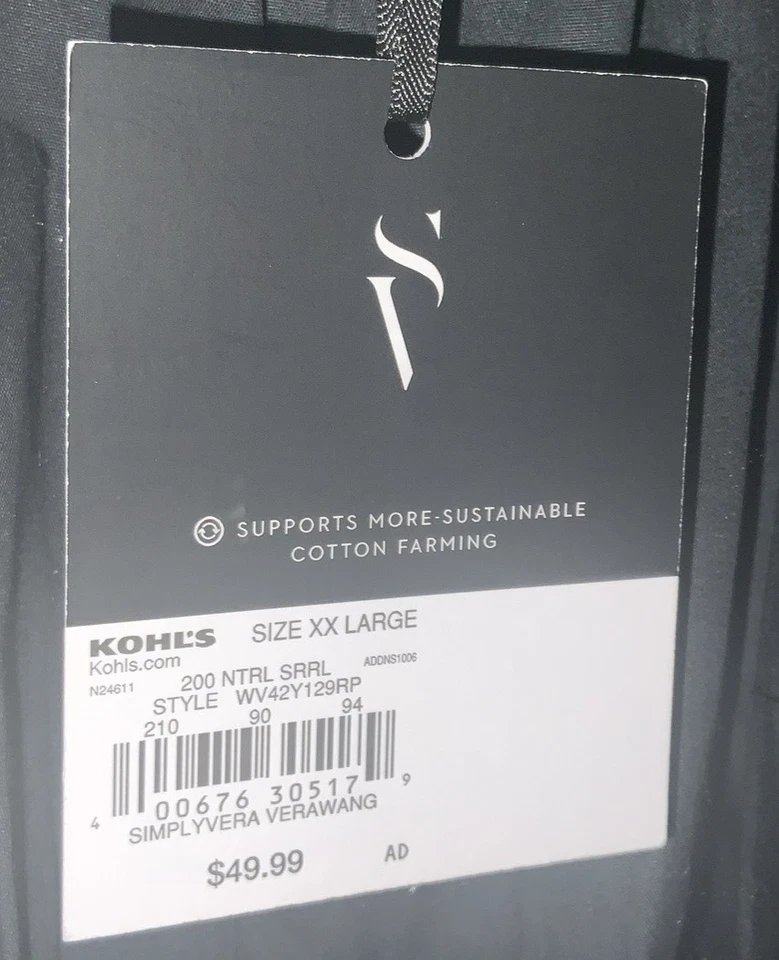 SV
SUPPORTS MORE-SUSTAINABLE
COTTON FARMING
KOHL'S SIZE XX LARGE
Kohls.com
N24611 200 NTRL SRRL ADDNS1006
STYLE WV42Y129RP
210 90 94
4 00676 30517 9
SIMPLYVERA VERAWANG
$49.99 AD